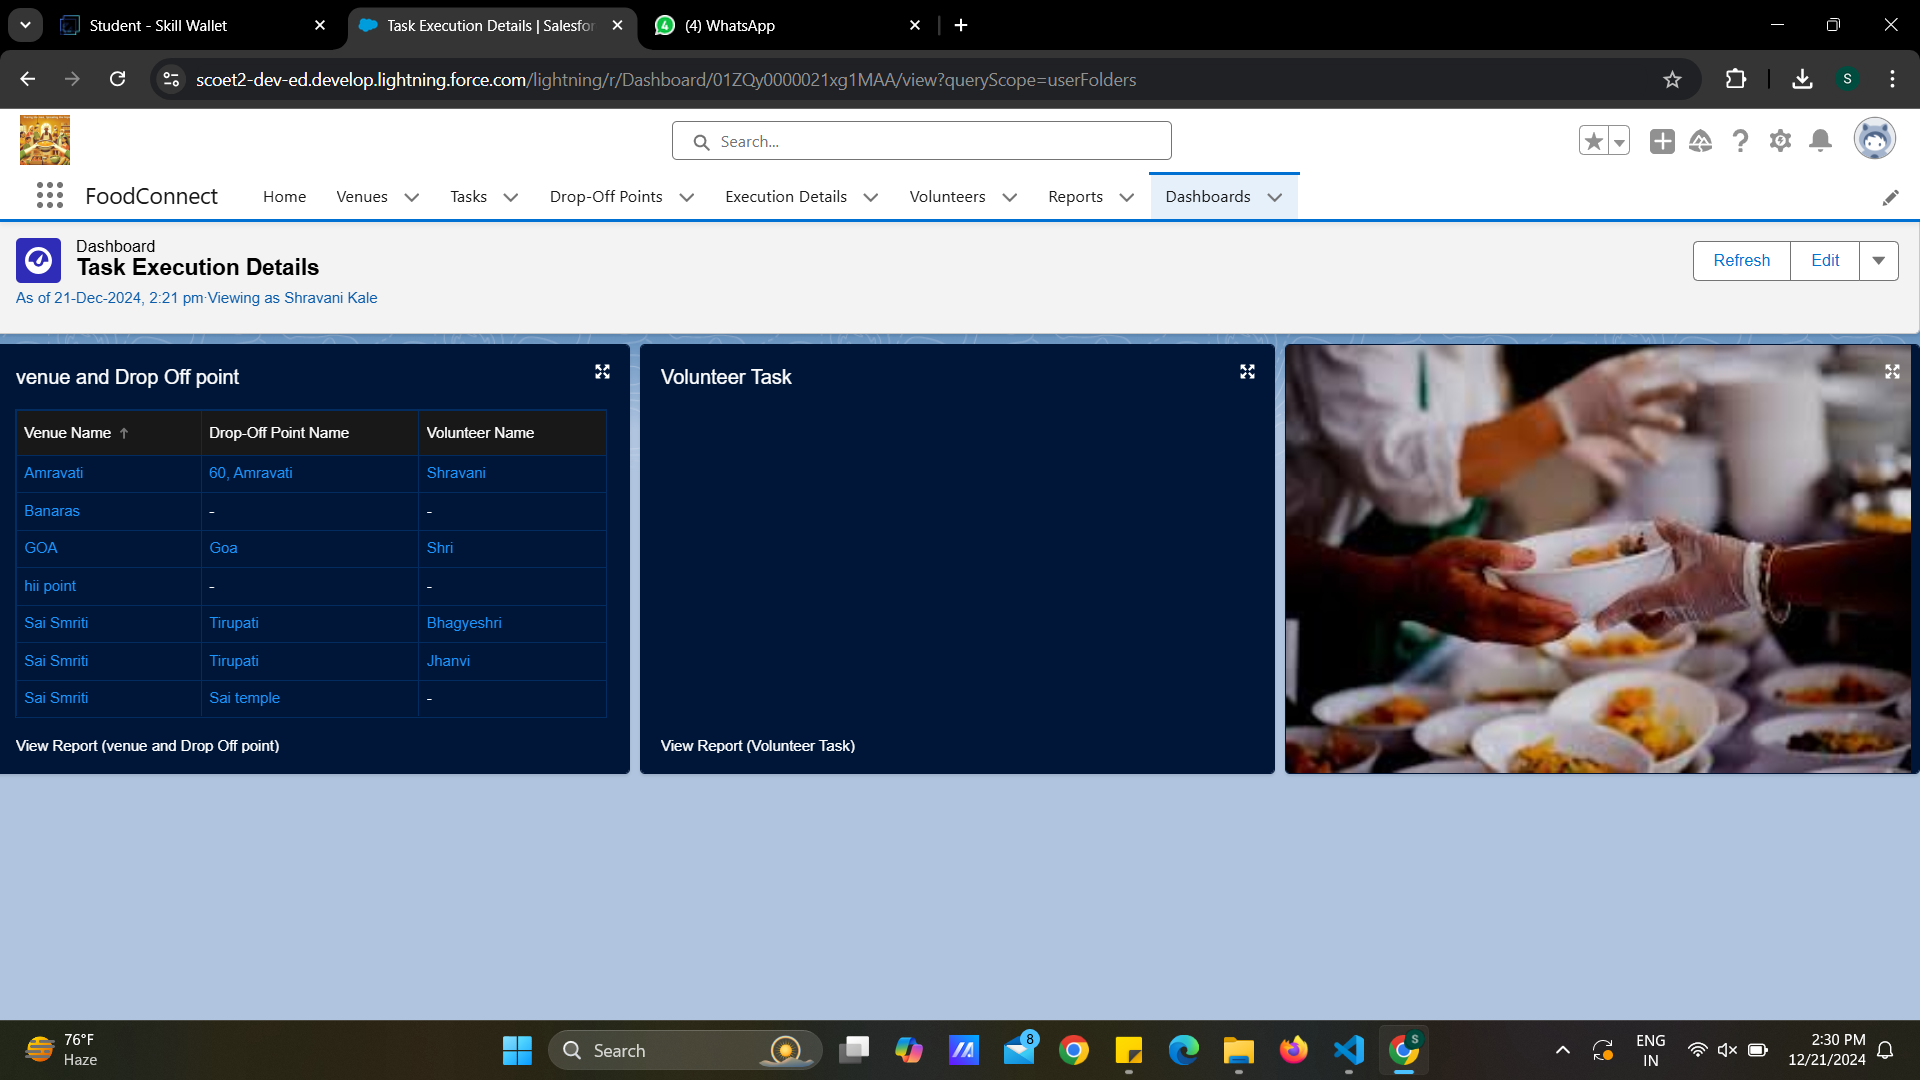 Student - Skill Wallet
Task Execution Details | Salesfor
(4) WhatsApp
scoet2-dev-ed.develop.lightning.force.com/lightning/r/Dashboard/01ZQy0000021xg1MAA/view?queryScope=userFolders
S
Search...
FoodConnect
Home
Venues
Tasks
Drop-Off Points
Execution Details
Volunteers
Reports
Dashboards
Dashboard
Task Execution Details
As of 21-Dec-2024, 2:21 pm·Viewing as Shravani Kale
Refresh
Edit
venue and Drop Off point
Venue Name Drop-Off Point Name Volunteer Name
Amravati 60, Amravati Shravani
Banaras - -
GOA Goa Shri
hii point - -
Sai Smriti Tirupati Bhagyeshri
Sai Smriti Tirupati Jhanvi
Sai Smriti Sai temple -
View Report (venue and Drop Off point)
Volunteer Task
View Report (Volunteer Task)
76°F
Haze
Search
8
S
ENG
IN
2:30 PM
12/21/2024